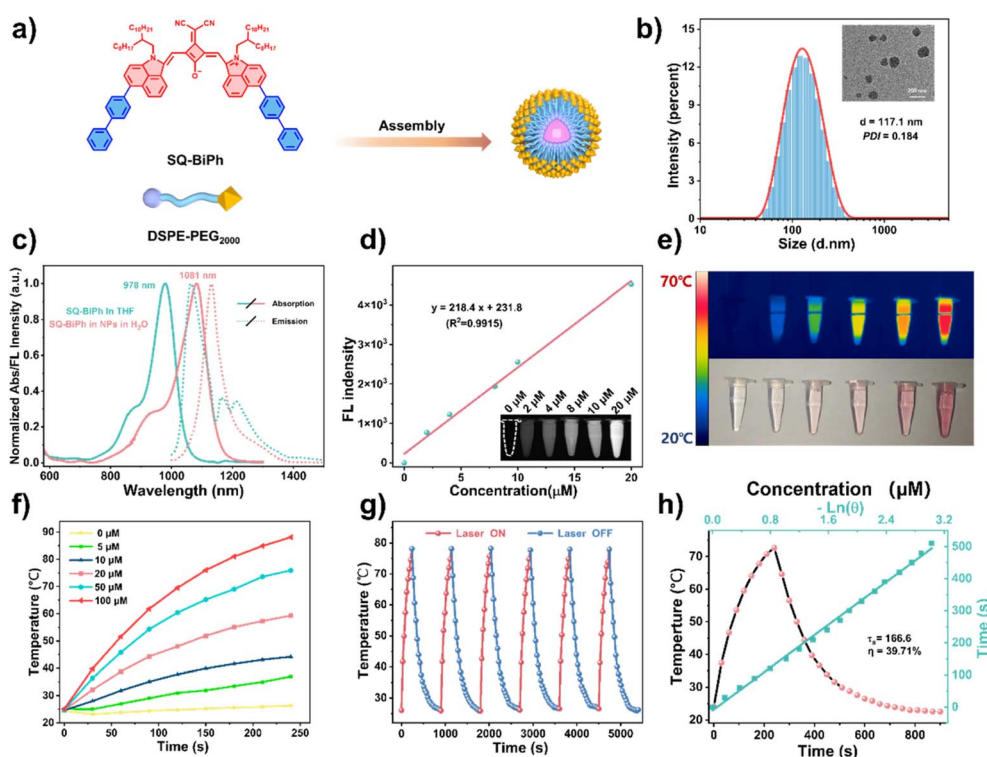 a)
NC
CN
C10H21
C8H17
N
O-
N+
C10H21
C8H17
SQ-BiPh
DSPE-PEG2000
Assembly
b)
Intensity (percent)
15
12
9
6
3
0
10
100
1000
Size (d.nm)
d = 117.1 nm
PDI = 0.184
200 nm
c)
Normalized Abs/FL Inensity (a.u.)
1.0
0.8
0.6
0.4
0.2
0.0
600
800
1000
1200
1400
Wavelength (nm)
978 nm
1081 nm
SQ-BiPh In THF
SQ-BiPh in NPs in H2O
Absorption
Emission
d)
FL indensity
4×10³
2×10³
1×10³
0
0
5
10
15
20
Concentration(μM)
y = 218.4 x + 231.8
(R²=0.9915)
0 μM
2 μM
4 μM
8 μM
10 μM
20 μM
e)
70℃
20℃
Concentration (μM)
f)
Temperature (℃)
90
80
70
60
50
40
30
20
0
50
100
150
200
250
Time (s)
0 μM
5 μM
10 μM
20 μM
50 μM
100 μM
g)
Temperature (℃)
90
80
70
60
50
40
30
0
1000
2000
3000
4000
5000
Time (s)
Laser ON
Laser OFF
h)
- Ln(θ)
0.0
0.8
1.6
2.4
3.2
Temperture (℃)
70
60
50
40
30
20
0
200
400
600
800
Time (s)
Time (s)
500
400
300
200
100
0
τs= 166.6
η = 39.71%